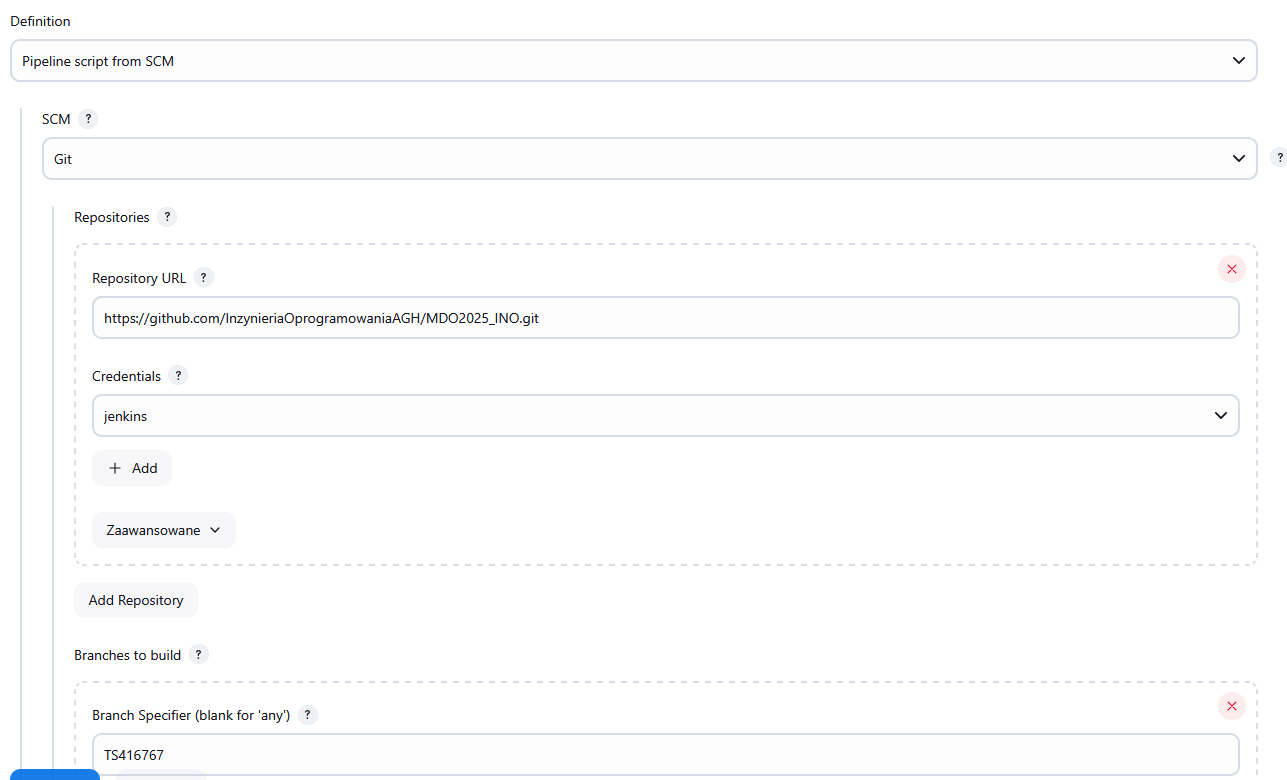 Definition
Pipeline script from SCM
SCM ?
Git
?
Repositories ?
Repository URL ?
https://github.com/InzynieriaOprogramowaniaAGH/MDO2025_INO.git
Credentials ?
jenkins
+ Add
Zaawansowane
Add Repository
Branches to build ?
Branch Specifier (blank for 'any') ?
TS416767